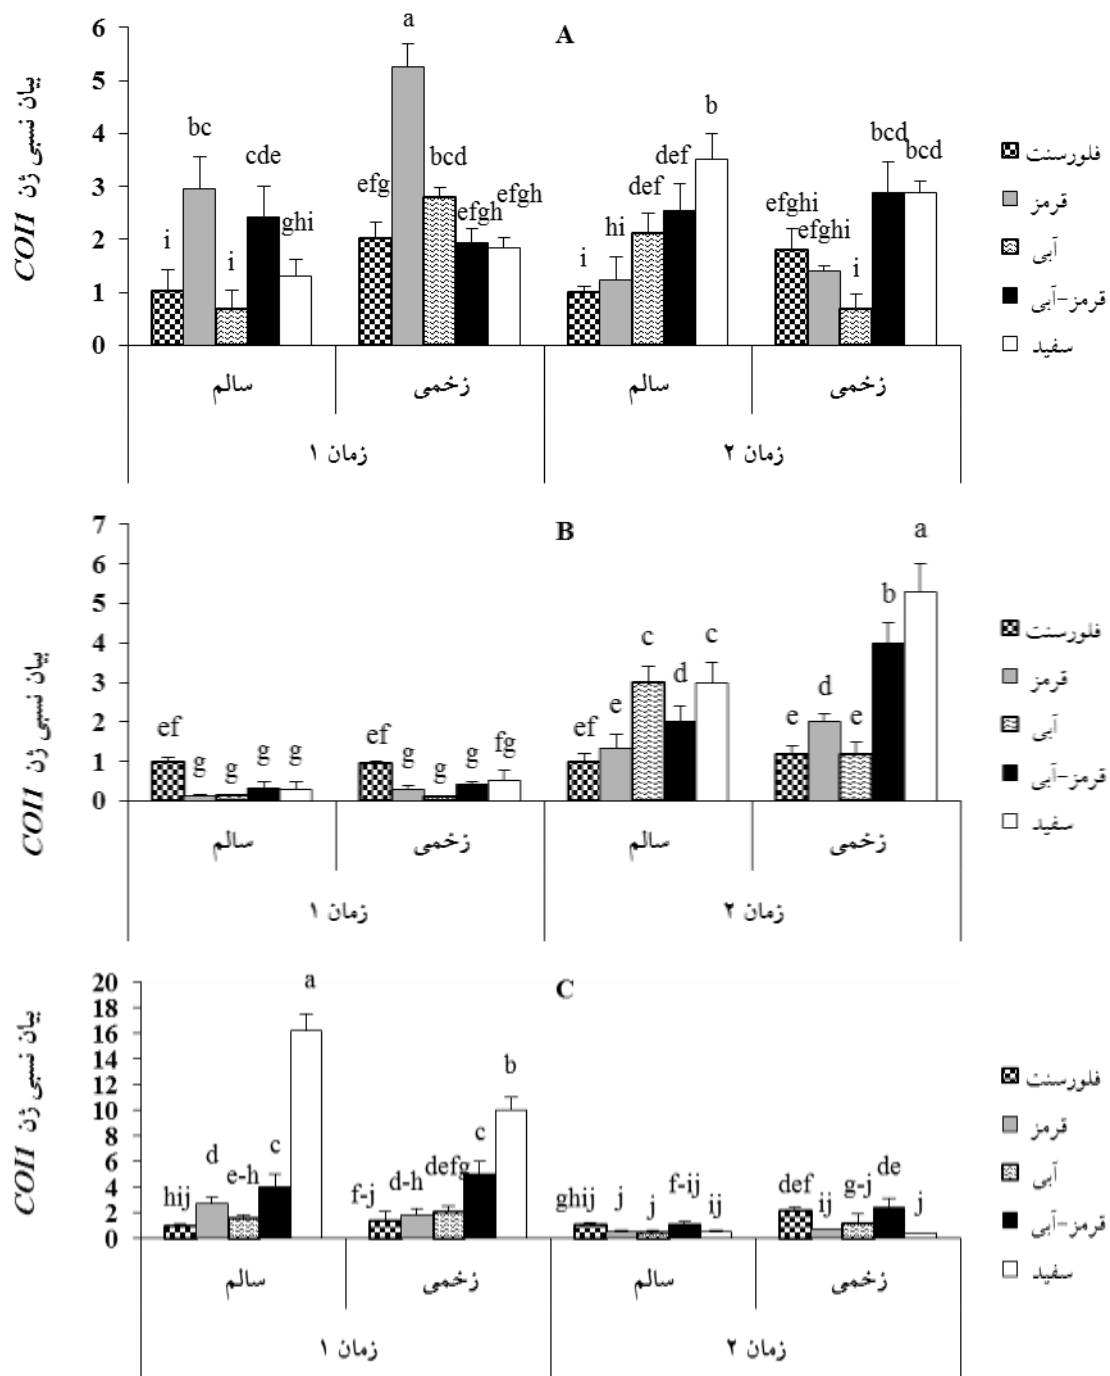 A
بیان نسبی ژن COI1
6
5
4
3
2
1
0
i
bc
i
cde
ghi
efg
a
bcd
efgh
efgh
i
hi
def
def
b
efghi
efghi
i
bcd
bcd
سالم
زخمی
سالم
زخمی
زمان ۱
زمان ۲
فلورسنت
قرمز
آبی
قرمز-آبی
سفید
B
بیان نسبی ژن COI1
7
6
5
4
3
2
1
0
ef
g
g
g
g
ef
g
g
g
fg
ef
e
c
d
c
e
d
e
b
a
سالم
زخمی
سالم
زخمی
زمان ۱
زمان ۲
فلورسنت
قرمز
آبی
قرمز-آبی
سفید
C
بیان نسبی ژن COI1
20
18
16
14
12
10
8
6
4
2
0
hij
d
e-h
c
a
f-j
d-h
defg
c
b
ghij
j
j
f-ij
ij
def
ij
g-j
de
j
سالم
زخمی
سالم
زخمی
زمان ۱
زمان ۲
فلورسنت
قرمز
آبی
قرمز-آبی
سفید